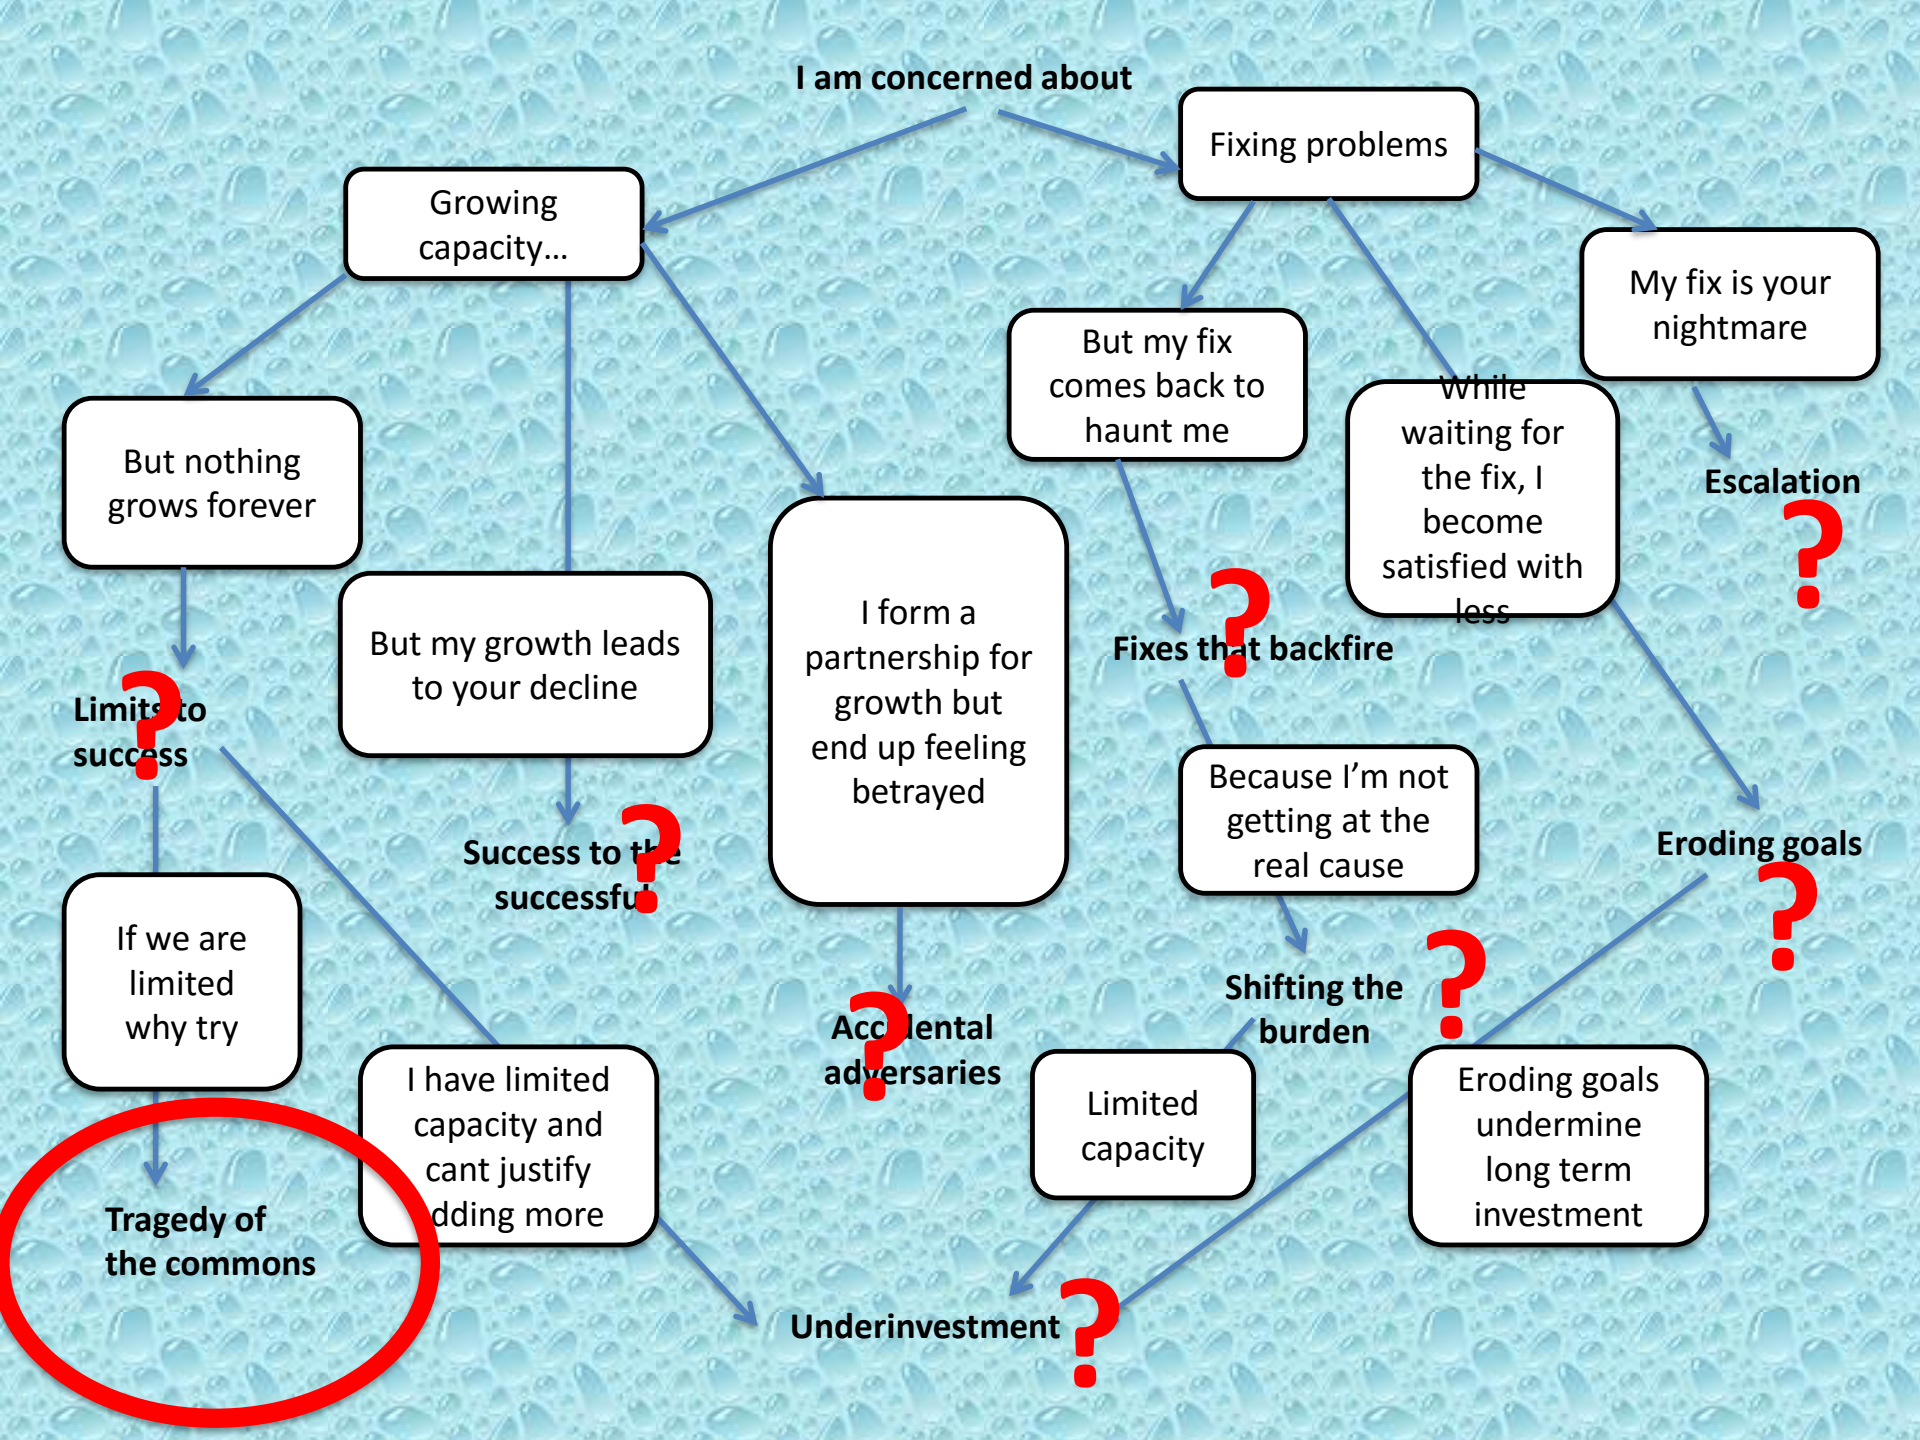 I am concerned about
Fixing problems
Growing
capacity...
My fix is your
nightmare
But my fix
comes back to
haunt me
While
waiting for
the fix, I
become
satisfied with
less
But nothing
grows forever
Escalation
?
I form a
partnership for
growth but
end up feeling
betrayed
But my growth leads
to your decline
?
Fixes that backfire
?
Limits to
success
Because I’m not
getting at the
real cause
?
Success to the
successful
Eroding goals
?
If we are
limited
why try
?
Shifting the
burden
?
Accidental
adversaries
I have limited
capacity and
cant justify
dding more
Limited
capacity
Eroding goals
undermine
long term
investment
Tragedy of
the commons
Underinvestment
?